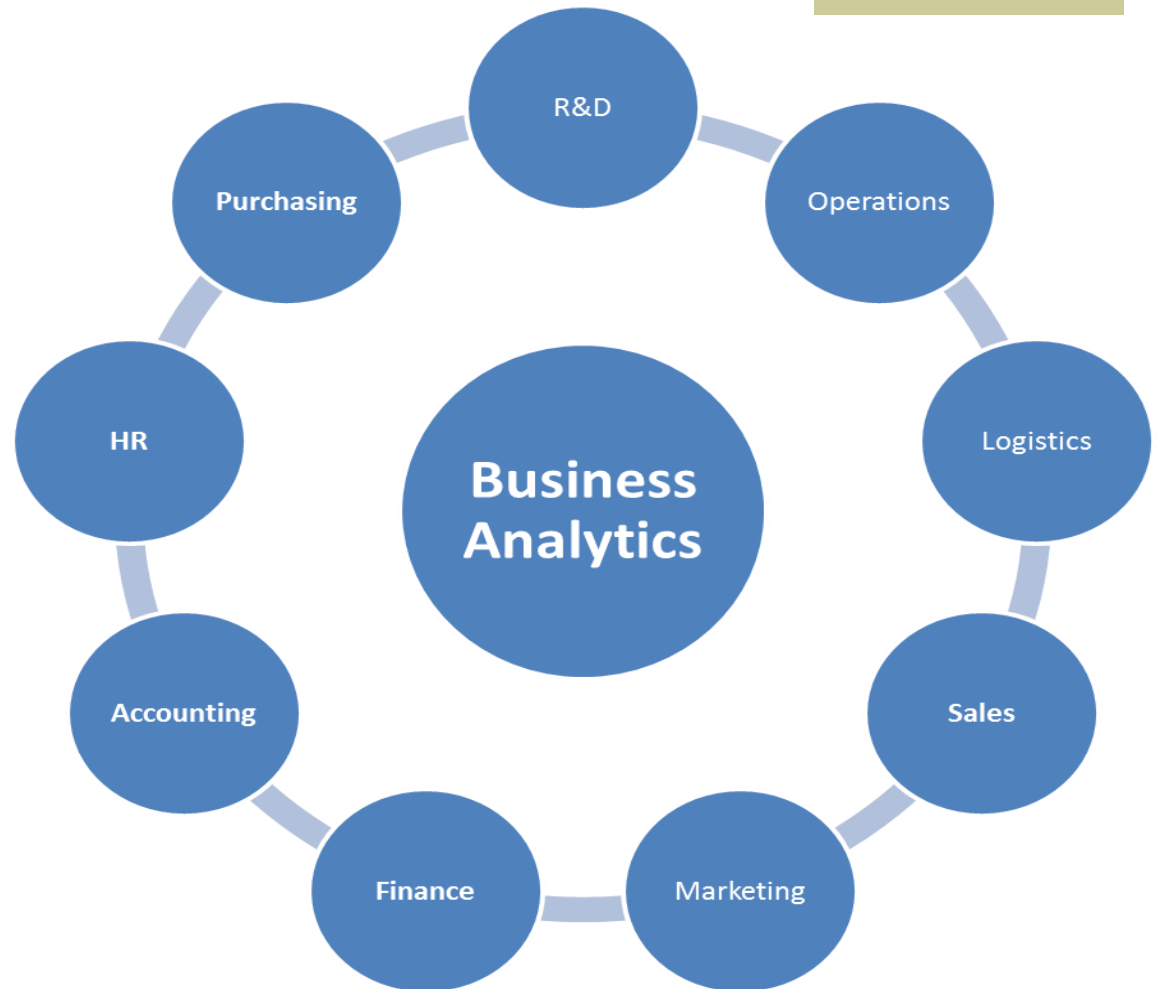 R&D
Purchasing
Operations
HR
Logistics
Business
Analytics
Accounting
Sales
Finance
Marketing